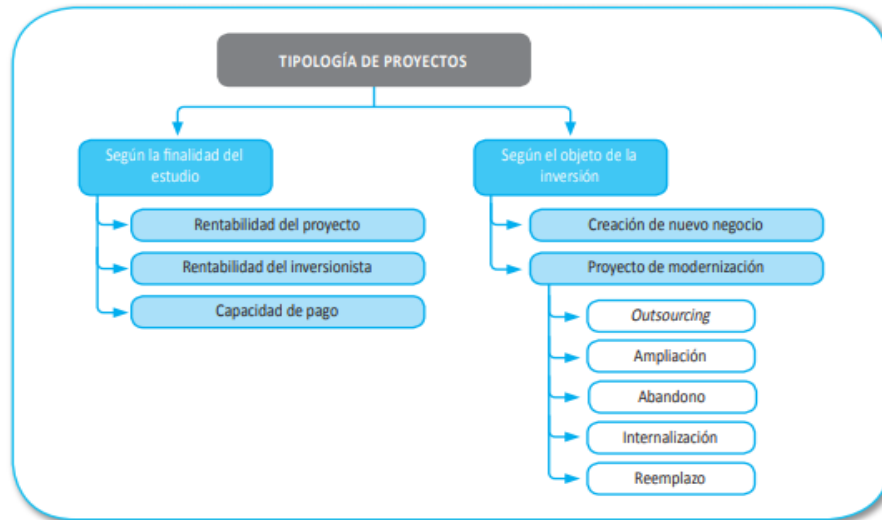 TIPOLOGÍA DE PROYECTOS
Según la finalidad del
estudio
Rentabilidad del proyecto
Rentabilidad del inversionista
Capacidad de pago
Según el objeto de la
inversión
Creación de nuevo negocio
Proyecto de modernización
Outsourcing
Ampliación
Abandono
Internalización
Reemplazo